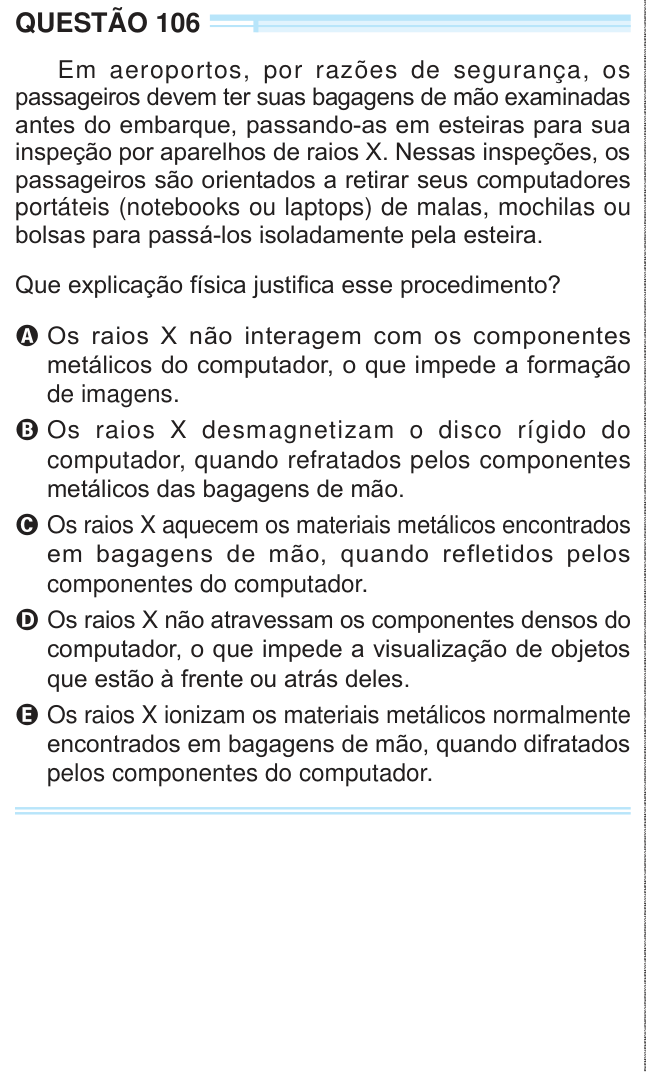 QUESTÃO 106
Em aeroportos, por razões de segurança, os
passageiros devem ter suas bagagens de mão examinadas
antes do embarque, passando-as em esteiras para sua
inspeção por aparelhos de raios X. Nessas inspeções, os
passageiros são orientados a retirar seus computadores
portáteis (notebooks ou laptops) de malas, mochilas ou
bolsas para passá-los isoladamente pela esteira.
Que explicação física justifica esse procedimento?
A Os raios X não interagem com os componentes
metálicos do computador, o que impede a formação
de imagens.
B Os raios X desmagnetizam o disco rígido do
computador, quando refratados pelos componentes
metálicos das bagagens de mão.
C Os raios X aquecem os materiais metálicos encontrados
em bagagens de mão, quando refletidos pelos
componentes do computador.
D Os raios X não atravessam os componentes densos do
computador, o que impede a visualização de objetos
que estão à frente ou atrás deles.
E Os raios X ionizam os materiais metálicos normalmente
encontrados em bagagens de mão, quando difratados
pelos componentes do computador.